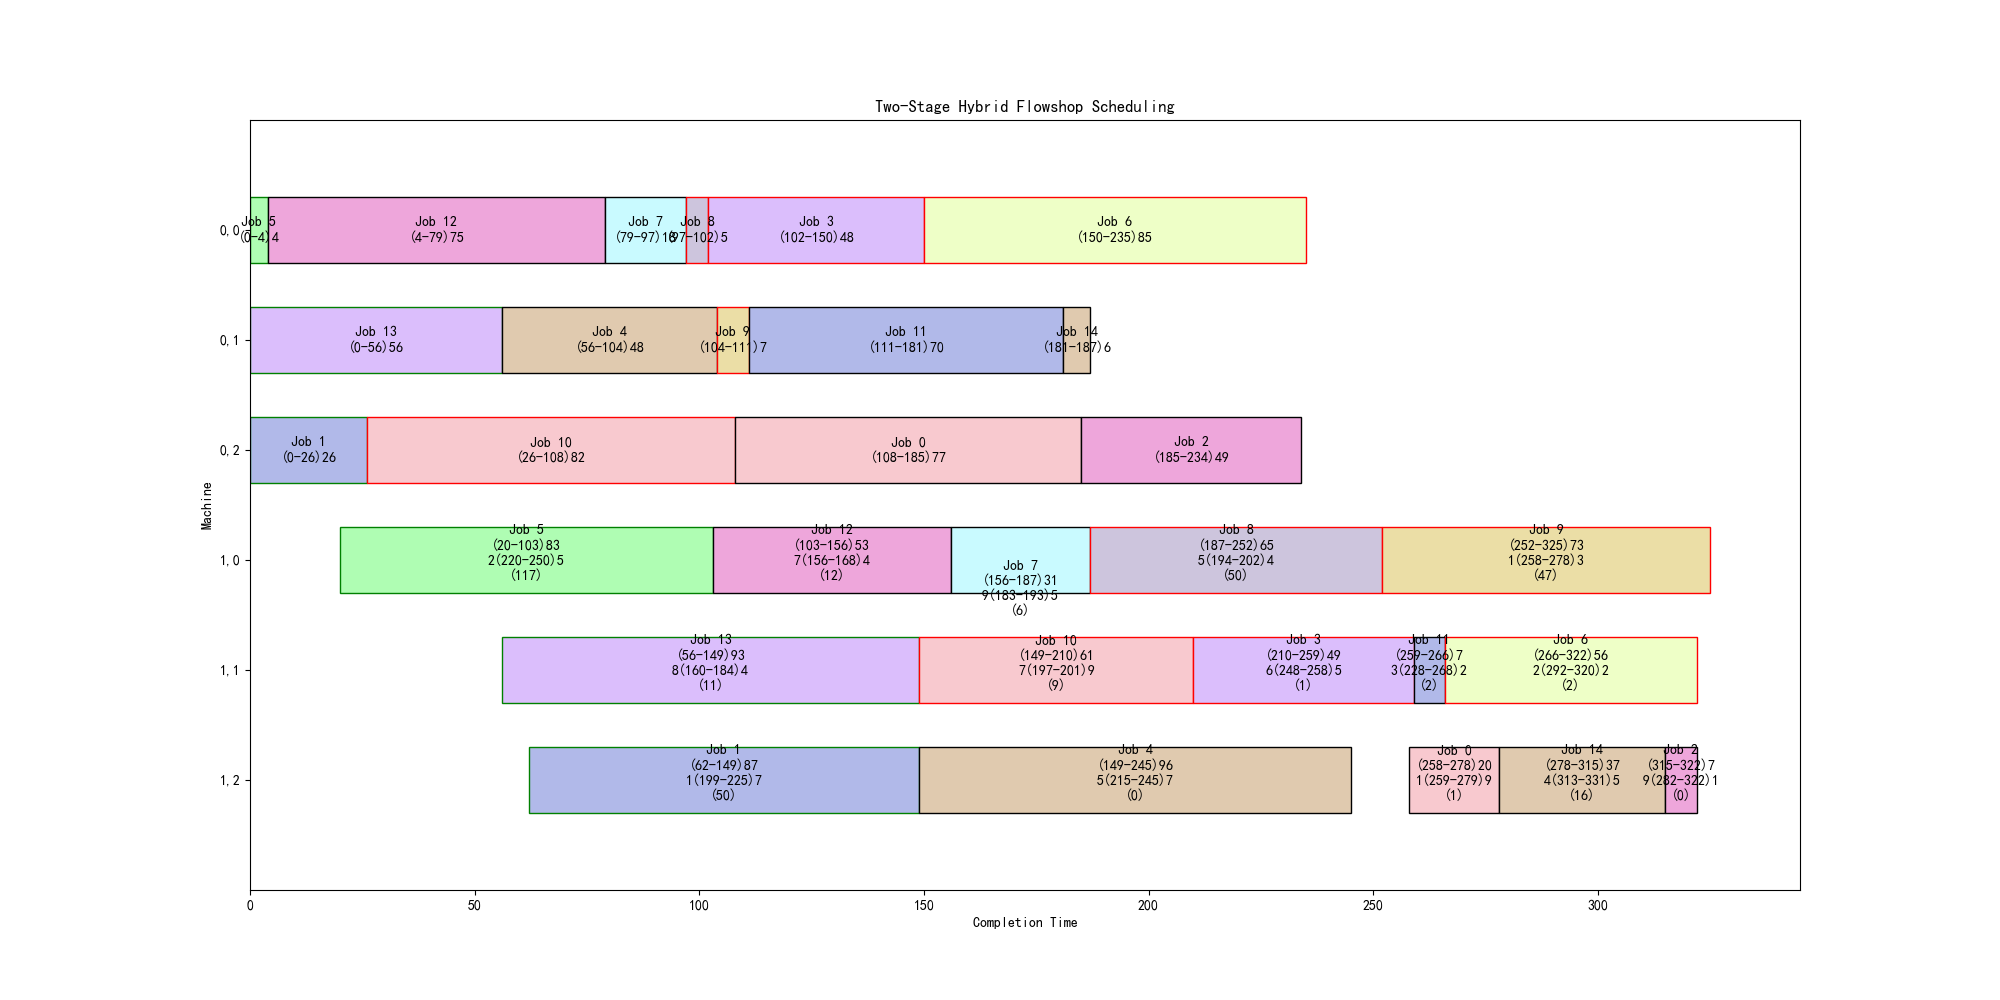 Two-Stage Hybrid Flowshop Scheduling
Machine
0,0
Job 5
(0-4)4
Job 12
(4-79)75
Job 7
(79-97)18
Job 8
(97-102)5
Job 3
(102-150)48
Job 6
(150-235)85
0,1
Job 13
(0-56)56
Job 4
(56-104)48
Job 9
(104-111)7
Job 11
(111-181)70
Job 14
(181-187)6
0,2
Job 1
(0-26)26
Job 10
(26-108)82
Job 0
(108-185)77
Job 2
(185-234)49
1,0
Job 5
(20-103)83
2(220-250)5
(117)
Job 12
(103-156)53
7(156-168)4
(12)
Job 7
(156-187)31
9(183-193)5
(6)
Job 8
(187-252)65
5(194-202)4
(50)
Job 9
(252-325)73
1(258-278)3
(47)
1,1
Job 13
(56-149)93
8(160-184)4
(11)
Job 10
(149-210)61
7(197-201)9
(9)
Job 3
(210-259)49
6(248-258)5
(1)
Job 11
(259-266)7
3(228-268)2
(2)
Job 6
(266-322)56
2(292-320)2
(2)
1,2
Job 1
(62-149)87
1(199-225)7
(50)
Job 4
(149-245)96
5(215-245)7
(0)
Job 0
(258-278)20
1(259-279)9
(1)
Job 14
(278-315)37
4(313-331)5
(16)
Job 2
(315-322)7
9(282-322)1
(0)
0
50
100
150
200
250
300
Completion Time